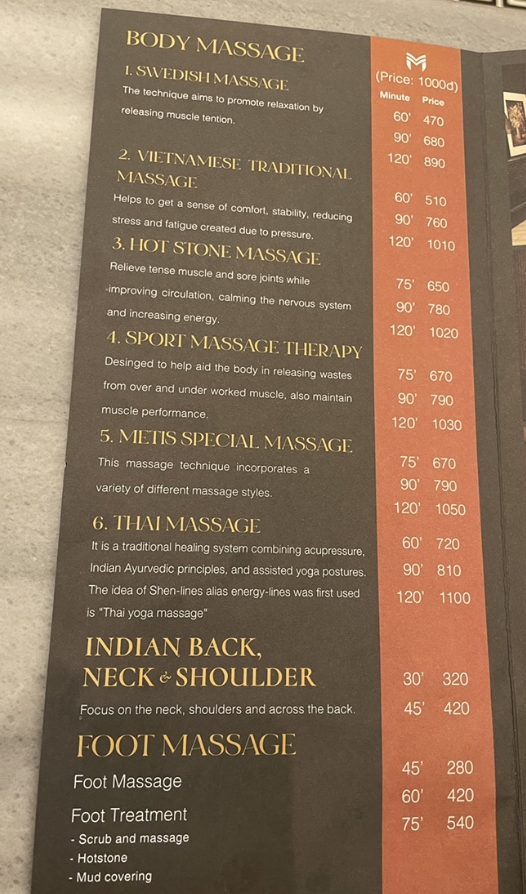 BODY MASSAGE
(Price: 1000đ)
Minute Price
1. SWEDISH MASSAGE
The technique aims to promote relaxation by
releasing muscle tention.
60' 470
90' 680
120' 890
2. VIETNAMESE TRADITIONAL
MASSAGE
Helps to get a sense of comfort, stability, reducing
stress and fatigue created due to pressure.
60' 510
90' 760
120' 1010
3. HOT STONE MASSAGE
Relieve tense muscle and sore joints while
improving circulation, calming the nervous system
and increasing energy.
75' 650
90' 780
120' 1020
4. SPORT MASSAGE THERAPY
Desinged to help aid the body in releasing wastes
from over and under worked muscle, also maintain
muscle performance.
75' 670
90' 790
120' 1030
5. METIS SPECIAL MASSAGE
This massage technique incorporates a
variety of different massage styles.
75' 670
90' 790
120' 1050
6. THAI MASSAGE
It is a traditional healing system combining acupressure,
Indian Ayurvedic principles, and assisted yoga postures.
The idea of Shen-lines alias energy-lines was first used
is "Thai yoga massage"
60' 720
90' 810
120' 1100
INDIAN BACK,
NECK & SHOULDER
Focus on the neck, shoulders and across the back.
30' 320
45' 420
FOOT MASSAGE
Foot Massage
Foot Treatment
- Scrub and massage
- Hotstone
- Mud covering
45' 280
60' 420
75' 540